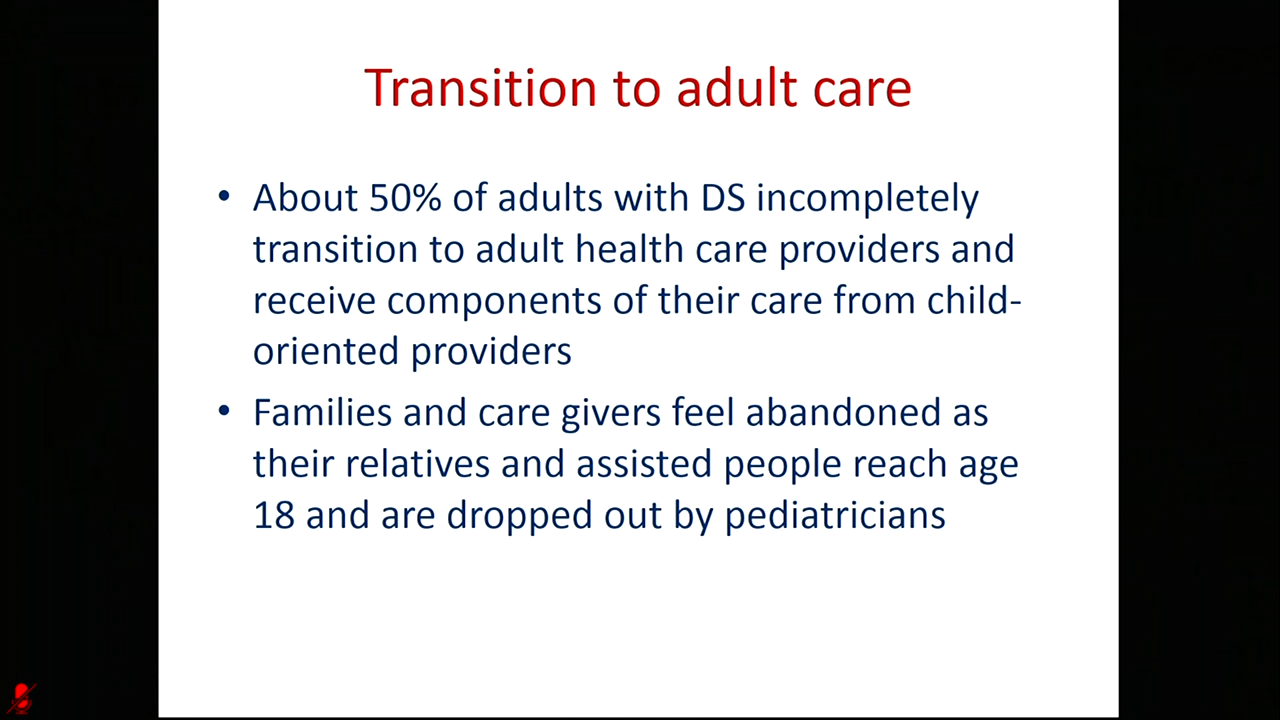 Transition to adult care
• About 50% of adults with DS incompletely
transition to adult health care providers and
receive components of their care from child-
oriented providers
• Families and care givers feel abandoned as
their relatives and assisted people reach age
18 and are dropped out by pediatricians